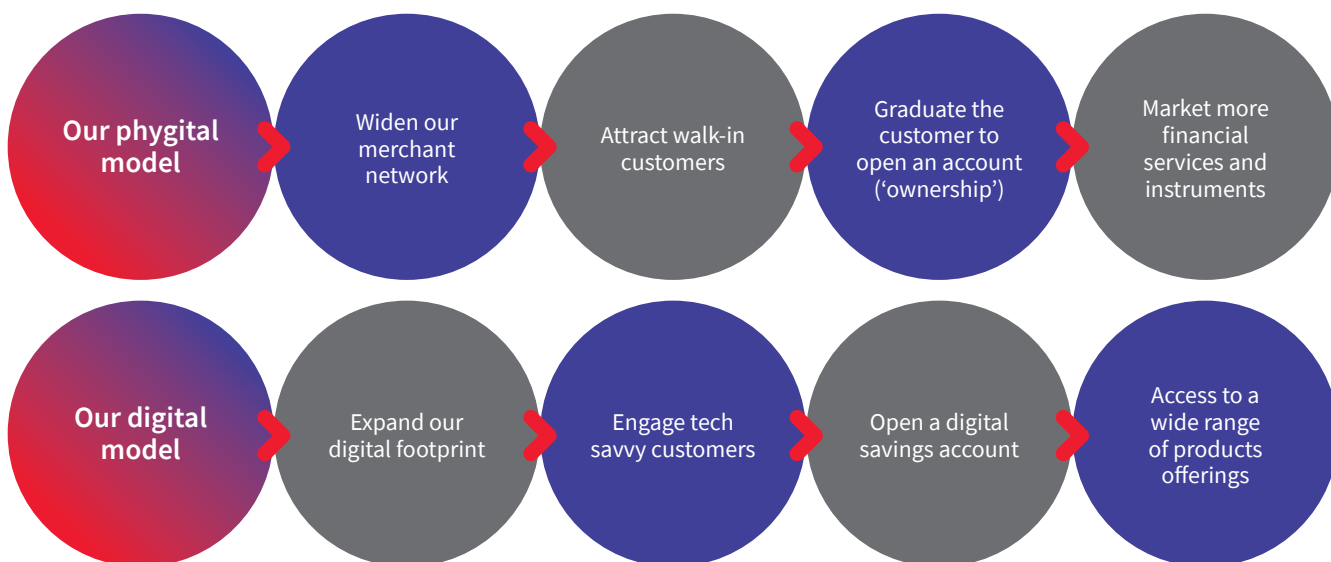 Our phygital
model
Widen our
merchant
network
Attract walk-in
customers
Graduate the
customer to
open an account
(‘ownership’)
Market more
financial
services and
instruments
Our digital
model
Expand our
digital footprint
Engage tech
savvy customers
Open a digital
savings account
Access to a
wide range
of products
offerings